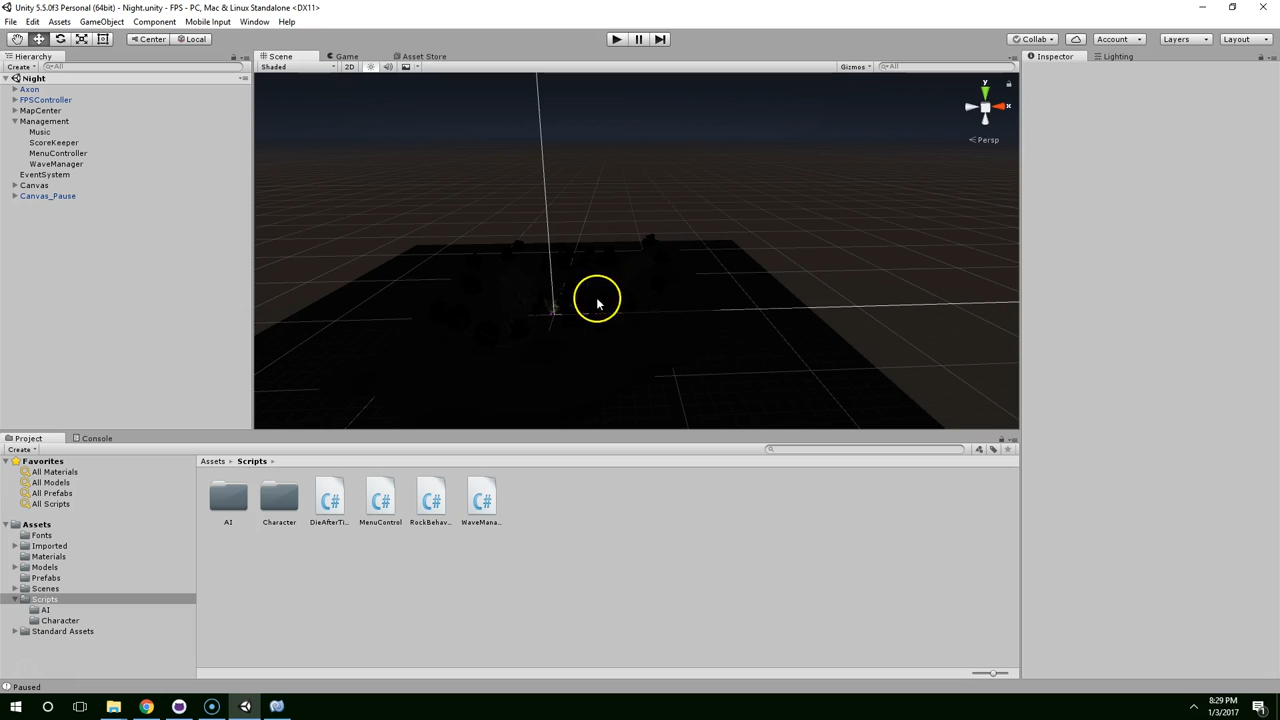 Unity 5.5.0f3 Personal (64bit) - Night.unity - FPS - PC, Mac & Linux Standalone <DX11>
File Edit Assets GameObject Component Mobile Input Window Help
Center Local Collab Account Layers Layout
Hierarchy Scene Game Asset Store Inspector Lighting
Create All Shaded 2D Gizmos All
Night
Axon
FPSController
MapCenter
Management
Music
ScoreKeeper
MenuController
WaveManager
EventSystem
Canvas
Canvas_Pause
y
x
Persp
Project Console
Create
Favorites
All Materials
All Models
All Prefabs
All Scripts
Assets
Fonts
Imported
Materials
Models
Prefabs
Scenes
Scripts
AI
Character
Standard Assets
Assets Scripts
C# C# C# C#
AI Character DieAfterTi... MenuControl RockBehav... WaveMana...
Paused
8:29 PM
1/3/2017
1